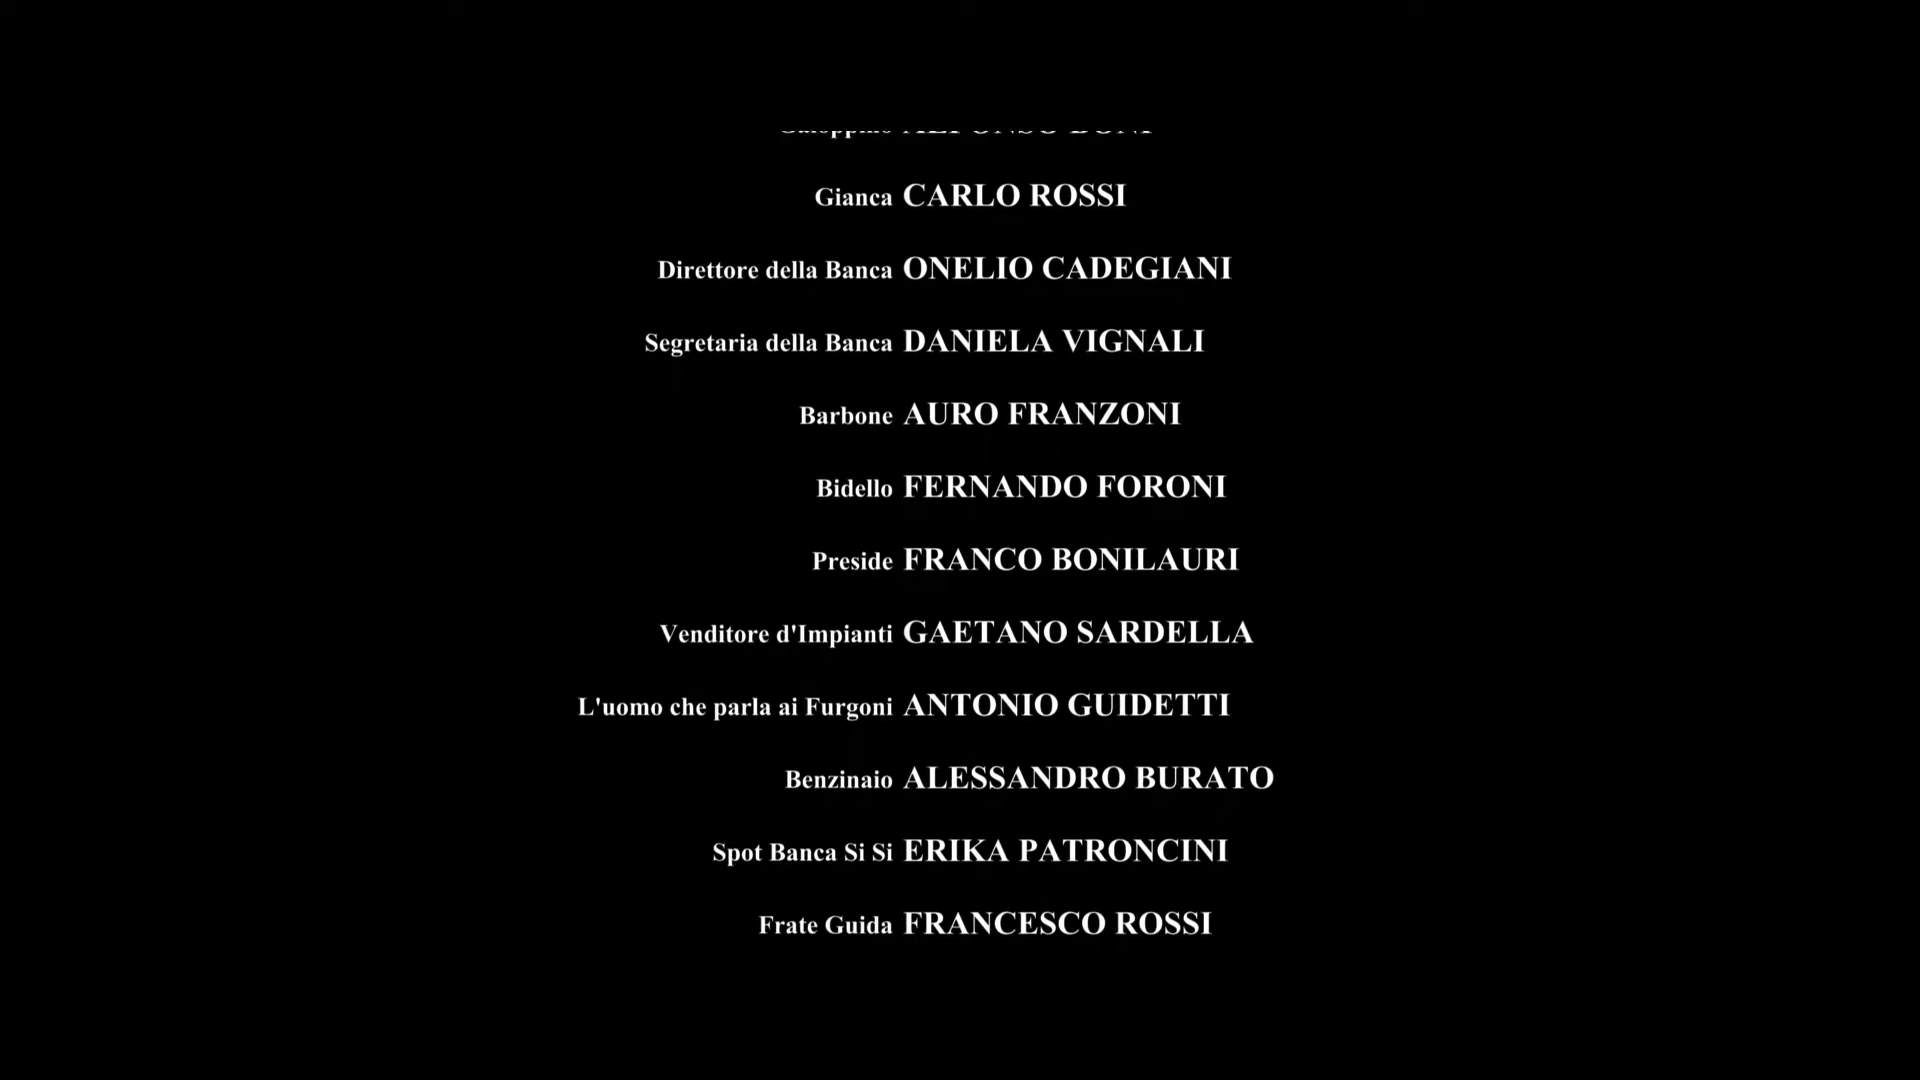 Gianca CARLO ROSSI
Direttore della Banca ONELIO CADEGIANI
Segretaria della Banca DANIELA VIGNALI
Barbone AURO FRANZONI
Bidello FERNANDO FORONI
Preside FRANCO BONILAURI
Venditore d'Impianti GAETANO SARDELLA
L'uomo che parla ai Furgoni ANTONIO GUIDETTI
Benzinaio ALESSANDRO BURATO
Spot Banca Si Si ERIKA PATRONCINI
Frate Guida FRANCESCO ROSSI